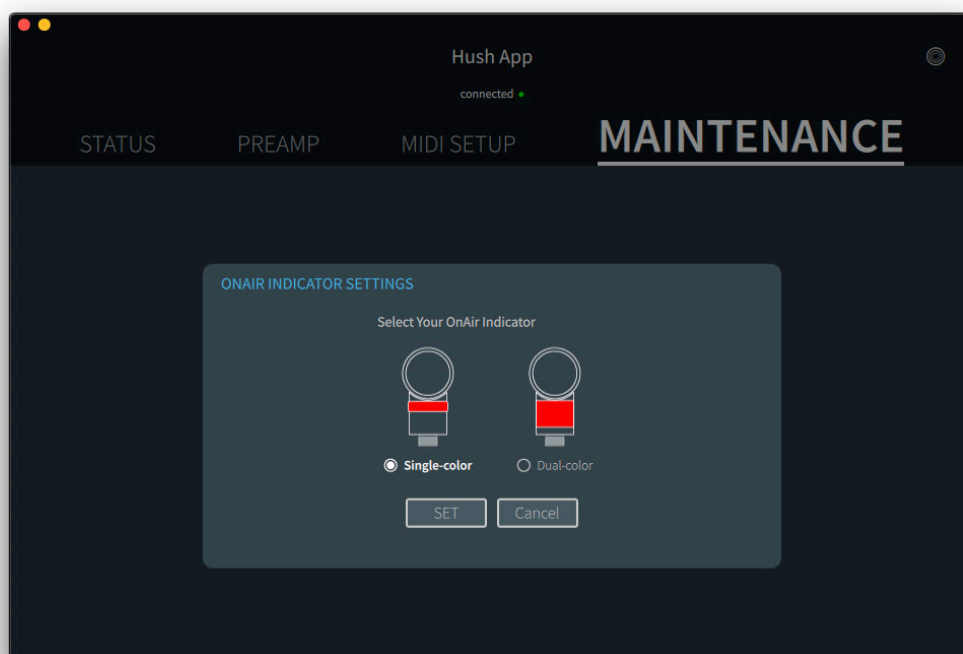 Hush App
connected
STATUS PREAMP MIDI SETUP MAINTENANCE
ONAIR INDICATOR SETTINGS
Select Your OnAir Indicator
Single-color Dual-color
SET Cancel